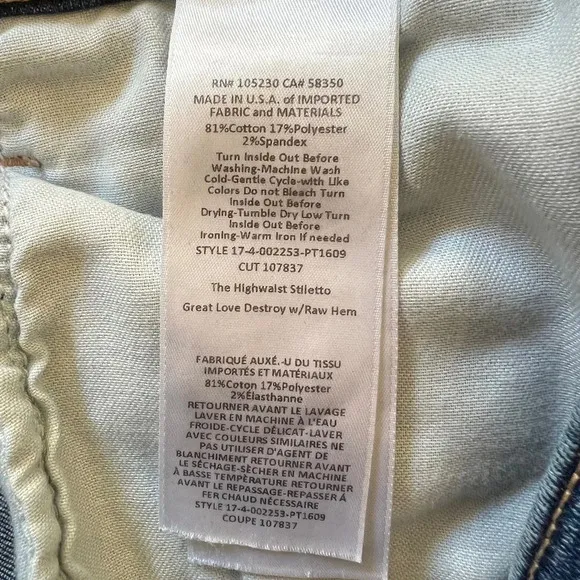 RN# 105230 CA# 58350
MADE IN U.S.A. of IMPORTED
FABRIC and MATERIALS
81%Cotton 17%Polyester
2%Spandex
Turn Inside Out Before
Washing-Machine Wash
Cold-Gentle Cycle-with Like
Colors Do not Bleach Turn
Inside Out Before
Drying-Tumble Dry Low Turn
Inside Out Before
Ironing-Warm Iron If needed
STYLE 17-4-002253-PT1609
CUT 107837
The Highwaist Stiletto
Great Love Destroy w/Raw Hem
FABRIQUÉ AUXÉ.-U DU TISSU
IMPORTÉS ET MATÉRIAUX
81%Coton 17%Polyester
2%Élasthanne
RETOURNER AVANT LE LAVAGE
LAVER EN MACHINE À L'EAU
FROIDE-CYCLE DÉLICAT-LAVER
AVEC COULEURS SIMILAIRES NE
PAS UTILISER D'AGENT DE
BLANCHIMENT RETOURNER AVANT
LE SÉCHAGE-SÈCHER EN MACHINE
À BASSE TEMPÈRATURE RETOURNER
AVANT LE REPASSAGE-REPASSER À
FER CHAUD NÉCESSAIRE
STYLE 17-4-002253-PT1609
COUPE 107837